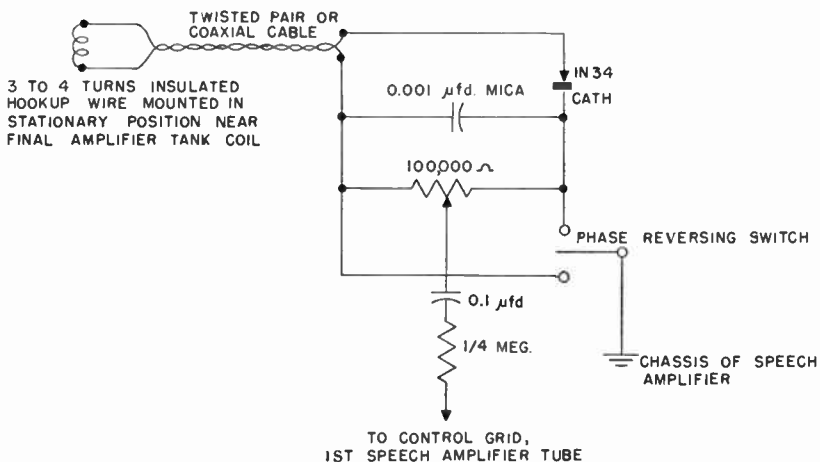 TWISTED PAIR OR
COAXIAL CABLE
3 TO 4 TURNS INSULATED
HOOKUP WIRE MOUNTED IN
STATIONARY POSITION NEAR
FINAL AMPLIFIER TANK COIL
IN34
CATH
0.001 µfd. MICA
100,000 Ω
PHASE REVERSING SWITCH
0.1 µfd
1/4 MEG.
CHASSIS OF SPEECH
AMPLIFIER
TO CONTROL GRID,
1ST SPEECH AMPLIFIER TUBE